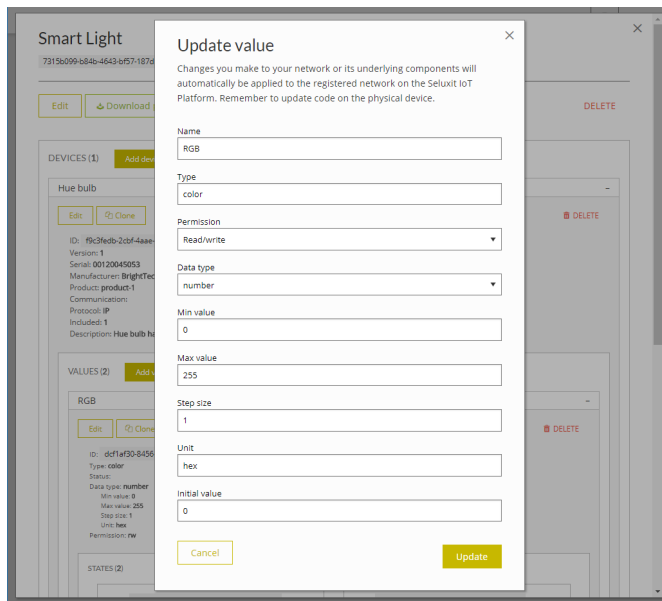 Smart Light
7315b099-b84b-4643-bf57-187d
Edit
Download
DELETE
DEVICES (1)
Add dev
Hue bulb
Edit
Clone
DELETE
ID: f9c3fedb-2cbf-4aae-
Version: 1
Serial: 00120045053
Manufacturer: BrightTec
Product: product-1
Communication:
Protocol: IP
Included: 1
Description: Hue bulb ha
VALUES (2)
Add v
RGB
Edit
Clone
DELETE
ID: dcf1af30-8456
Type: color
Status:
Data type: number
Min value: 0
Max value: 255
Step size: 1
Unit: hex
Permission: rw
STATES (2)
Update value
Changes you make to your network or its underlying components will
automatically be applied to the registered network on the Seluxit IoT
Platform. Remember to update code on the physical device.
Name
RGB
Type
color
Permission
Read/write
Data type
number
Min value
0
Max value
255
Step size
1
Unit
hex
Initial value
0
Cancel
Update